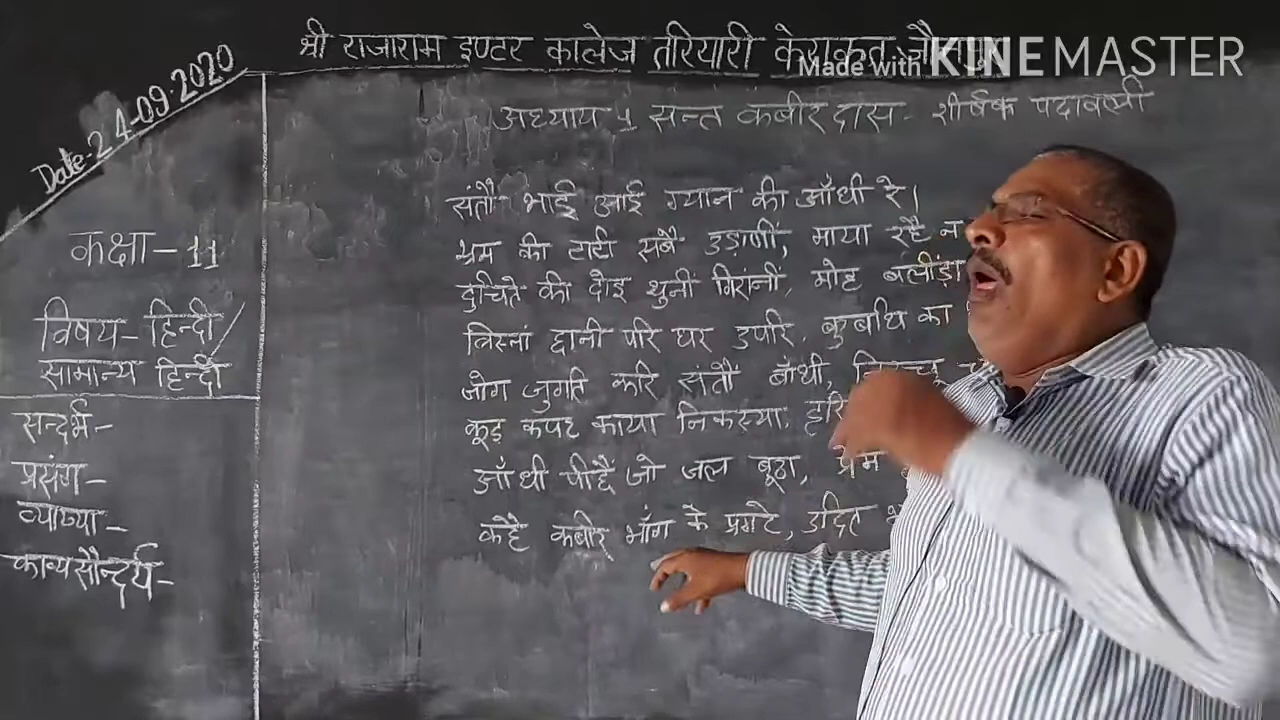 श्री राजाराम इण्टर कालेज तरियारी केराकत
Made with KINEMASTER
Date-24-09-2020
अध्याय 1 सन्त कबीरदास- शीर्षक पदावली
कक्षा-11
विषय-हिन्दी/
सामान्य हिन्दी
सन्दर्भ-
प्रसंग-
व्याख्या-
काव्यसौन्दर्य-
संतौ भाई आई ग्यान की आँधी रे।
भ्रम की टाटी सबै उड़ाणीं, माया रहै न
दुचिते की दोइ थुनीं गिरांनीं, मोह बलींड़ा
त्रिस्नां छानी परि घर उपरि, कुबधि का
जोग जुगति करि संतौ बाँधी,
कूड़ कपट काया निकस्या, हरि
आँधी पीछैं जो जल बूठा, प्रेम
कहै कबीर भाँन के प्रगटे, उदित